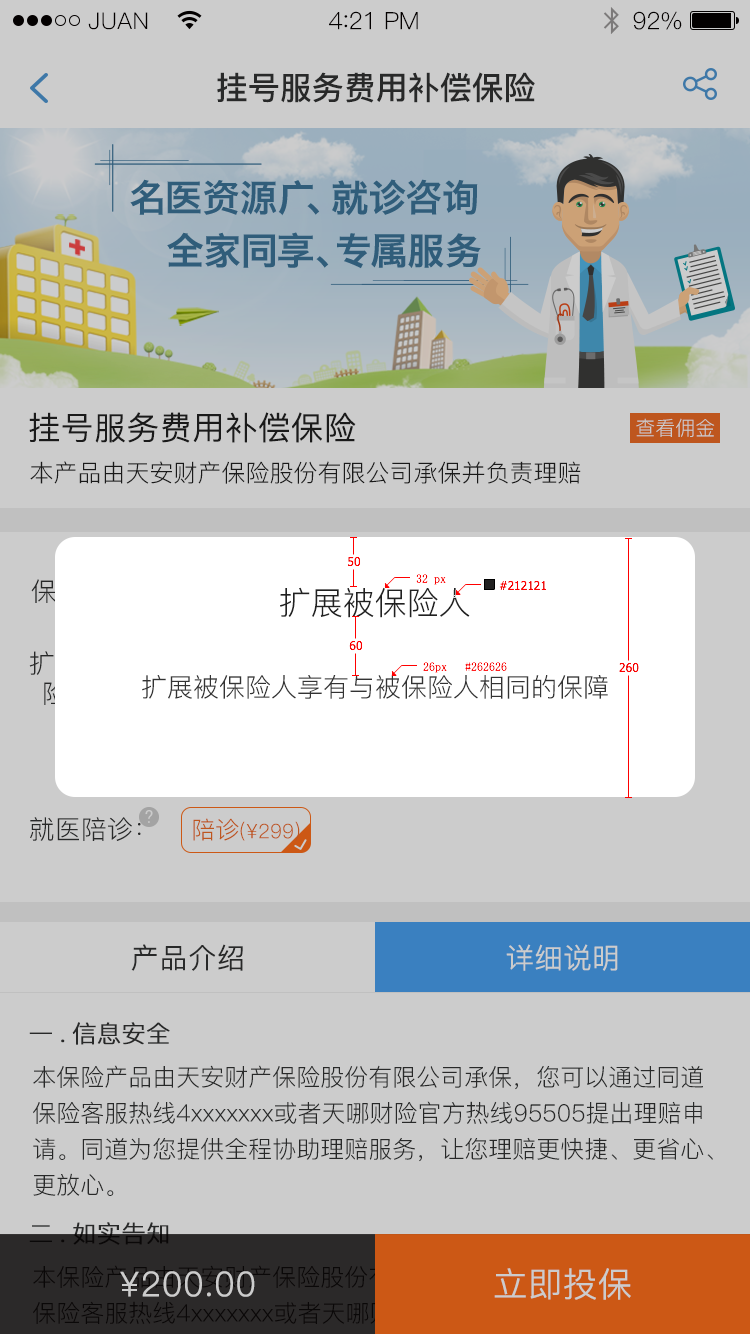 JUAN 4:21 PM 92%
挂号服务费用补偿保险
名医资源广、就诊咨询
全家同享、专属服务
挂号服务费用补偿保险
查看佣金
本产品由天安财产保险股份有限公司承保并负责理赔
50
32 px
#212121
保
扩展被保险人
60
260
扩
26px #262626
险
扩展被保险人享有与被保险人相同的保障
就医陪诊:
?
陪诊(¥299)
产品介绍
详细说明
一 . 信息安全
本保险产品由天安财产保险股份有限公司承保，您可以通过同道
保险客服热线4xxxxxxx或者天哪财险官方热线95505提出理赔申
请。同道为您提供全程协助理赔服务，让您理赔更快捷、更省心、
更放心。
二 . 如实告知
本保险产品由天安财产保险股份
保险客服热线4xxxxxxx或者天哪财
¥200.00
立即投保